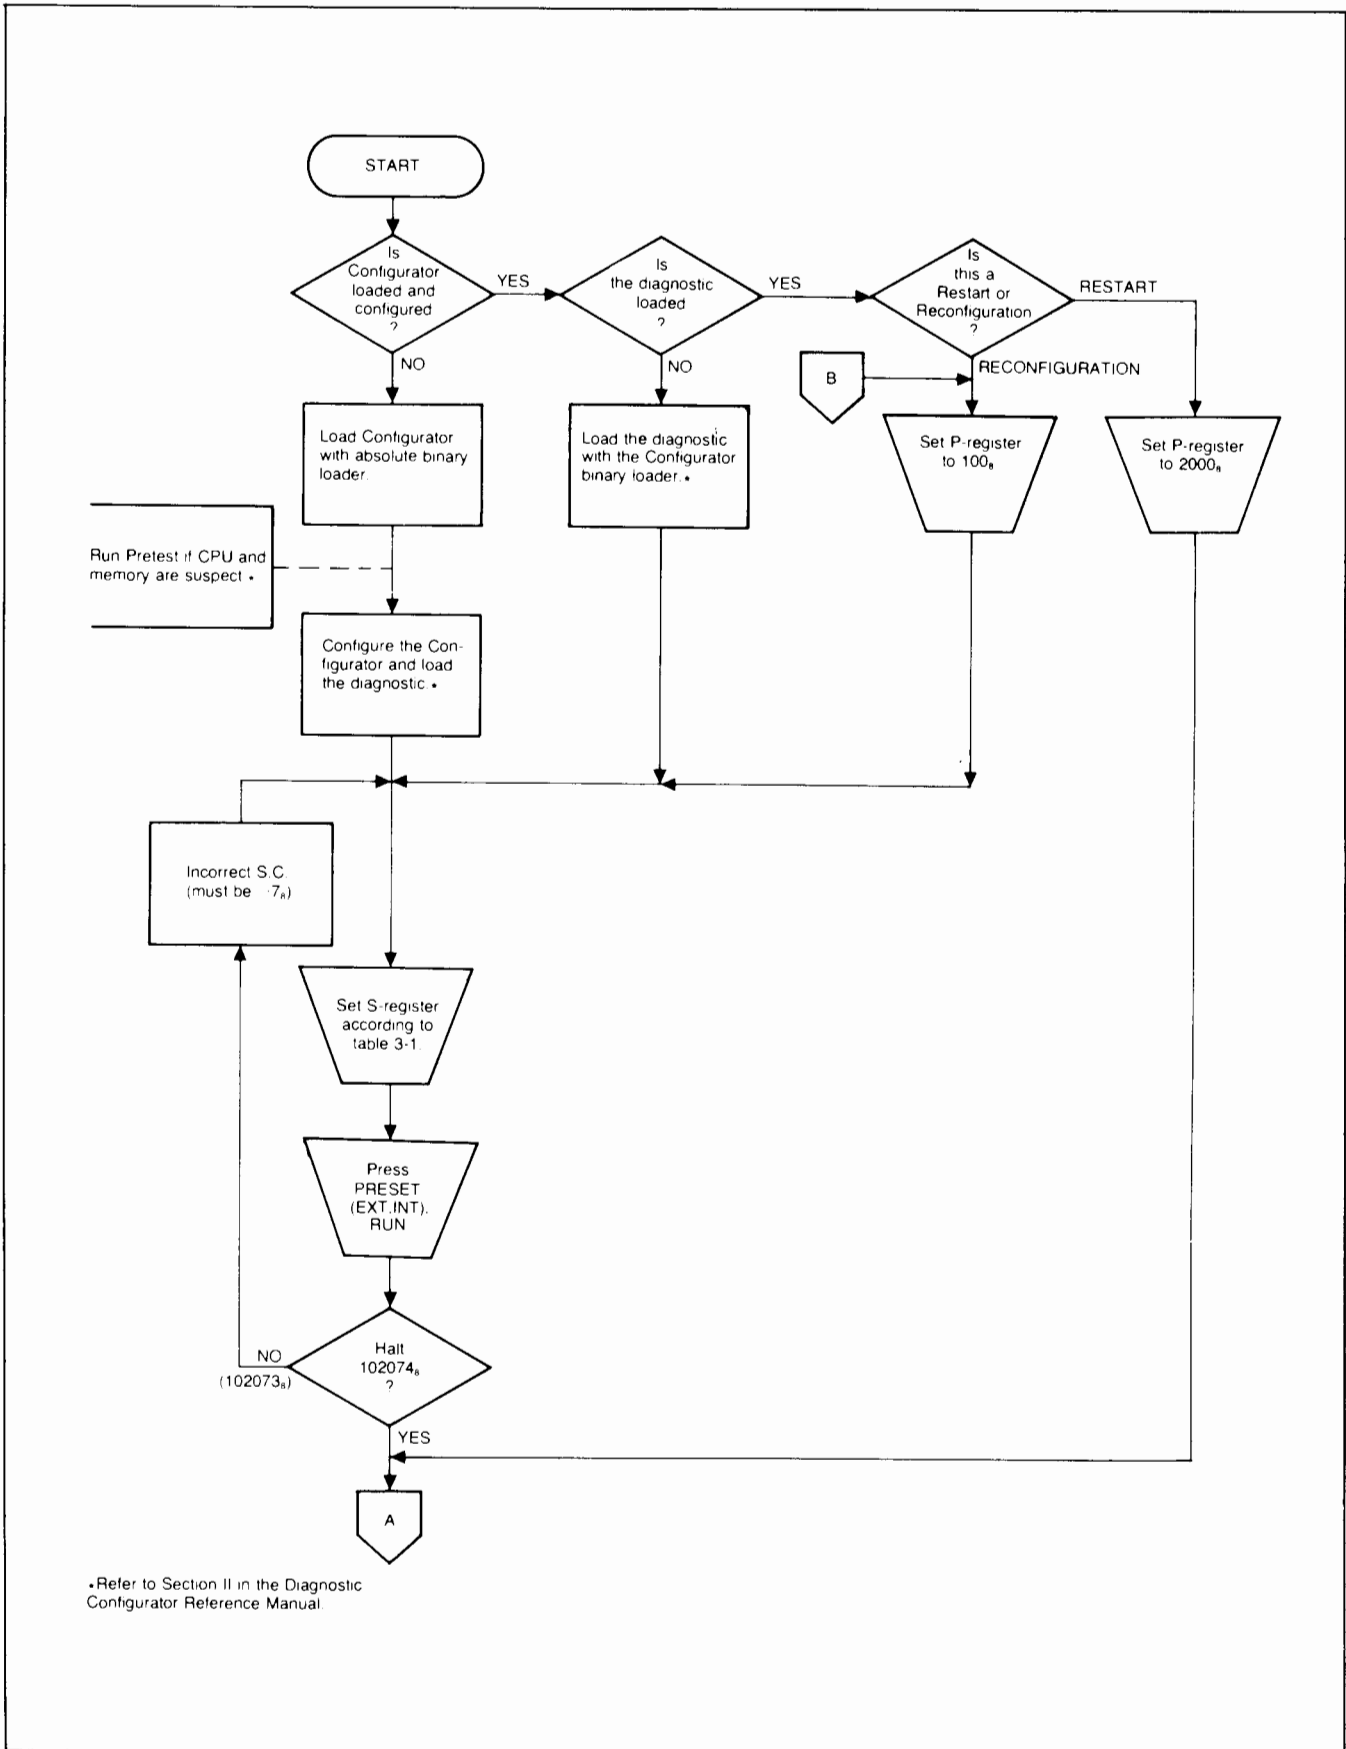 START
Is
Configurator
loaded and
configured
?
YES
NO
Is
the diagnostic
loaded
?
YES
NO
Is
this a
Restart or
Reconfiguration
?
RESTART
RECONFIGURATION
B
Load Configurator
with absolute binary
loader.
Load the diagnostic
with the Configurator
binary loader.*
Set P-register
to 100₈
Set P-register
to 2000₈
Run Pretest if CPU and
memory are suspect *
Configure the Con-
figurator and load
the diagnostic.*
Incorrect S.C.
(must be 7₈)
Set S-register
according to
table 3-1.
Press
PRESET
(EXT.INT).
RUN
Halt
102074₈
?
NO
(102073₈)
YES
A
*Refer to Section II in the Diagnostic
Configurator Reference Manual.